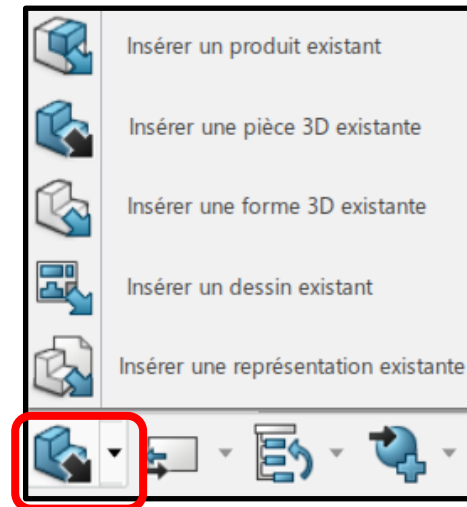 Insérer un produit existant
Insérer une pièce 3D existante
Insérer une forme 3D existante
Insérer un dessin existant
Insérer une représentation existante